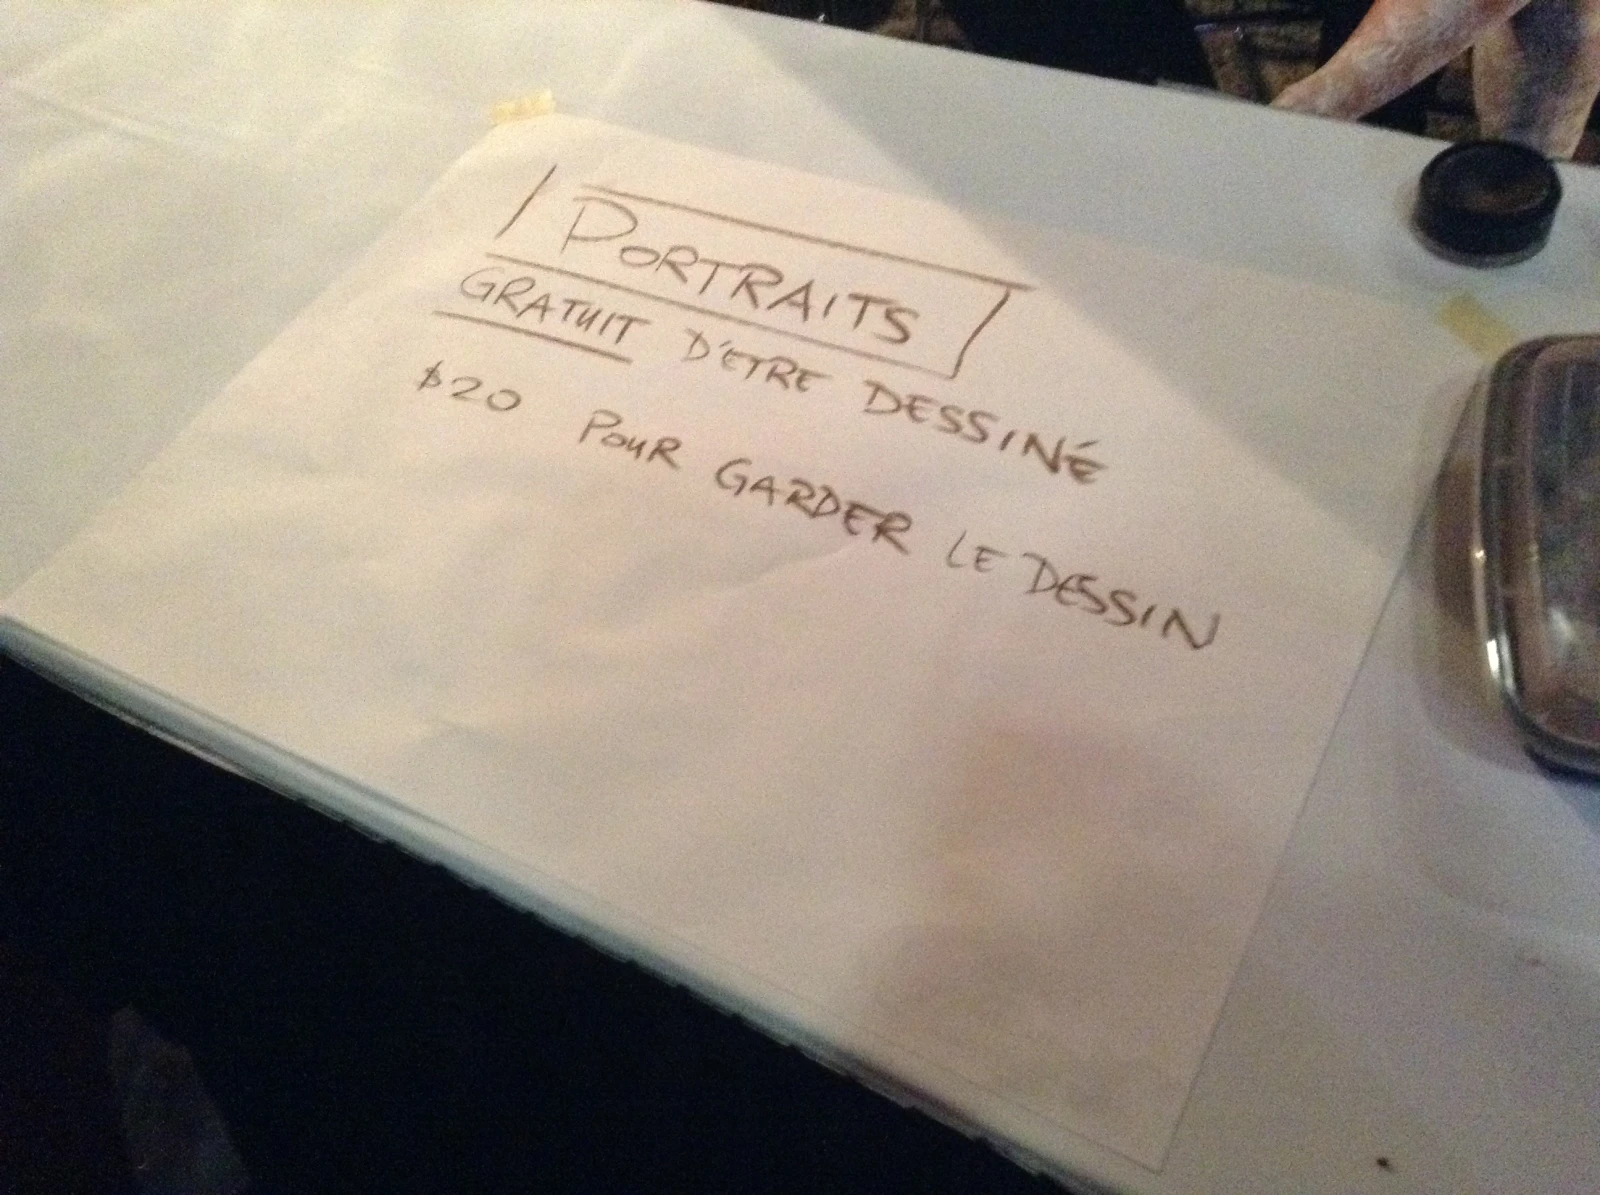 PORTRAITS
GRATUIT D'ETRE DESSINÉ
$20 POUR GARDER LE DESSIN